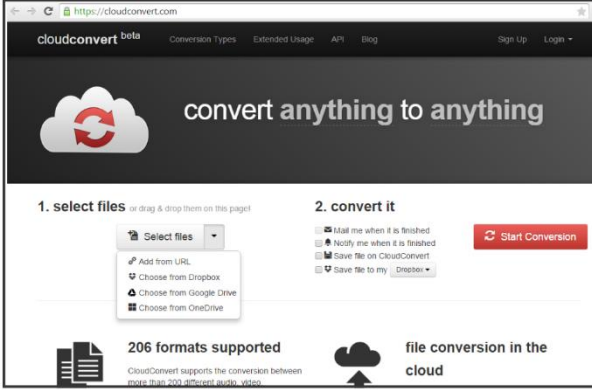 https://cloudconvert.com
cloudconvert beta Conversion Types Extended Usage API Blog Sign Up Login
convert anything to anything
1. select files or drag & drop them on this page!
Select files
Add from URL
Choose from Dropbox
Choose from Google Drive
Choose from OneDrive
2. convert it
Mail me when it is finished
Notify me when it is finished
Save file on CloudConvert
Save file to my Dropbox
Start Conversion
206 formats supported
CloudConvert supports the conversion between
more than 200 different audio, video,
file conversion in the
cloud